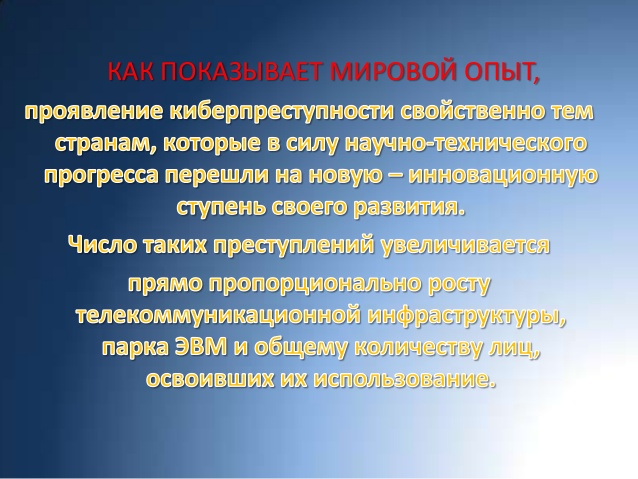 КАК ПОКАЗЫВАЕТ МИРОВОЙ ОПЫТ,
проявление киберпреступности свойственно тем
странам, которые в силу научно-технического
прогресса перешли на новую – инновационную
ступень своего развития.
Число таких преступлений увеличивается
прямо пропорционально росту
телекоммуникационной инфраструктуры,
парка ЭВМ и общему количеству лиц,
освоивших их использование.